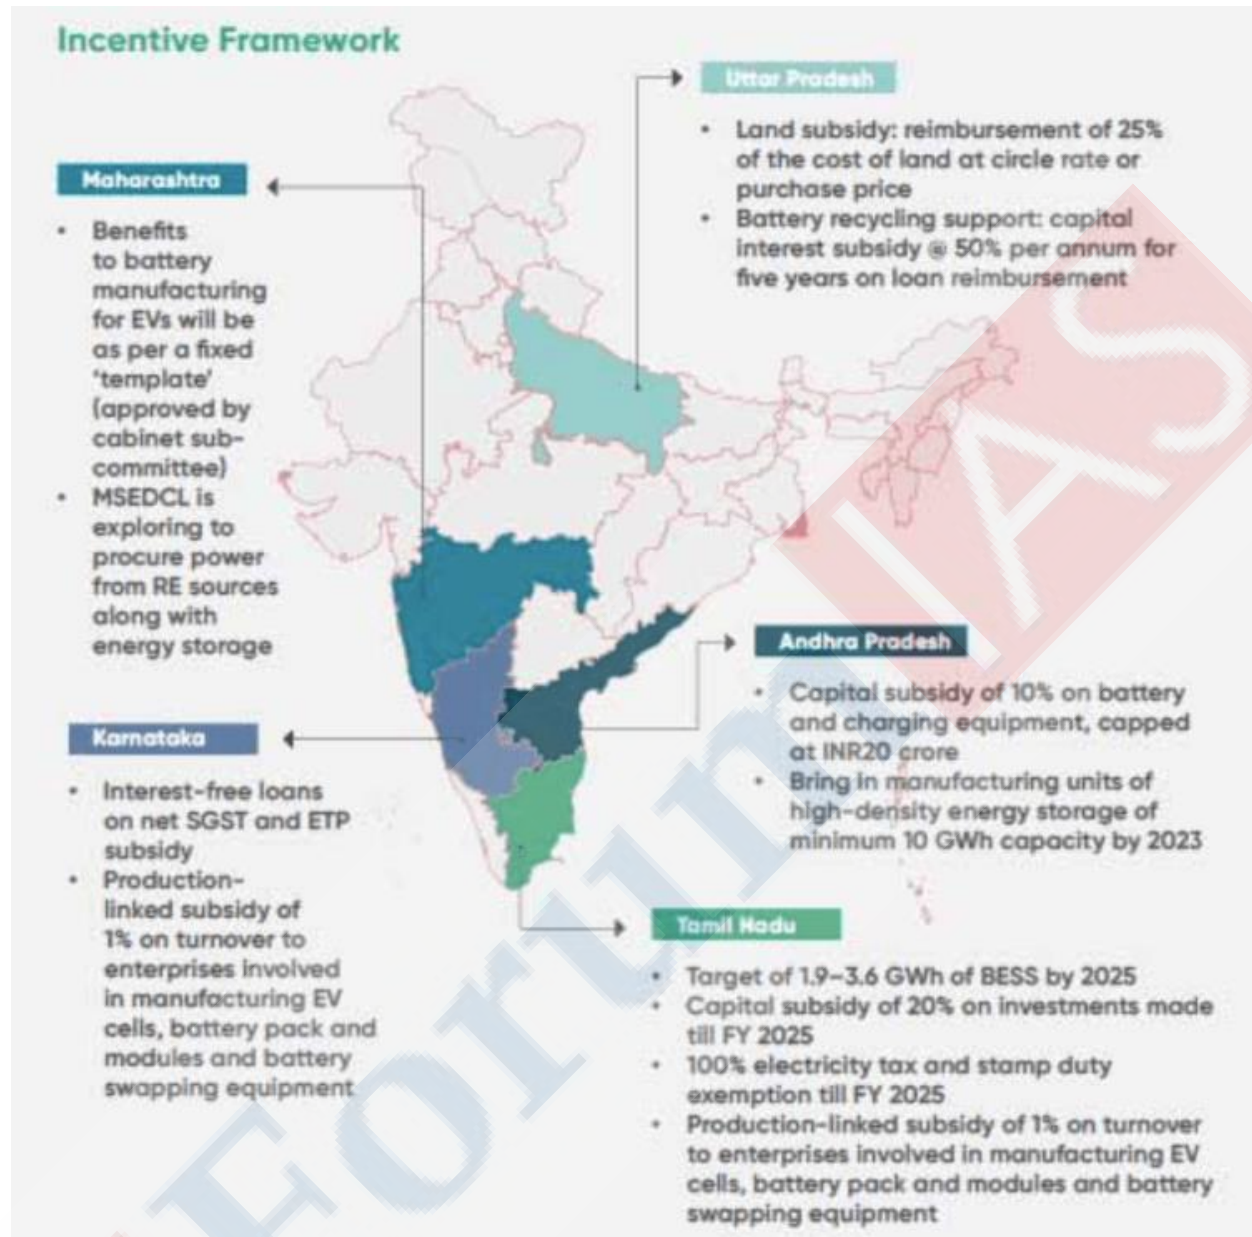 Incentive Framework
Maharashtra
• Benefits
to battery
manufacturing
for EVs will be
as per a fixed
‘template’
(approved by
cabinet sub-
committee)
• MSEDCL is
exploring to
procure power
from RE sources
along with
energy storage
Karnataka
• Interest-free loans
on net SGST and ETP
subsidy
• Production-
linked subsidy of
1% on turnover to
enterprises involved
in manufacturing EV
cells, battery pack and
modules and battery
swapping equipment
Uttar Pradesh
• Land subsidy: reimbursement of 25%
of the cost of land at circle rate or
purchase price
• Battery recycling support: capital
interest subsidy @ 50% per annum for
five years on loan reimbursement
Andhra Pradesh
• Capital subsidy of 10% on battery
and charging equipment, capped
at INR20 crore
• Bring in manufacturing units of
high-density energy storage of
minimum 10 GWh capacity by 2023
Tamil Nadu
• Target of 1.9–3.6 GWh of BESS by 2025
• Capital subsidy of 20% on investments made
till FY 2025
• 100% electricity tax and stamp duty
exemption till FY 2025
• Production-linked subsidy of 1% on turnover
to enterprises involved in manufacturing EV
cells, battery pack and modules and battery
swapping equipment
Forum IAS